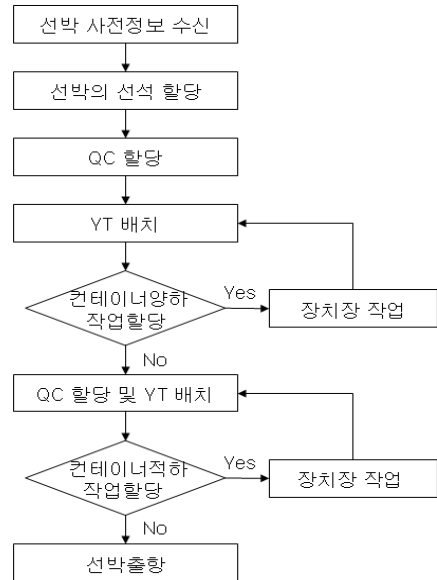 선박 사전정보 수신
선박의 선석 할당
QC 할당
YT 배치
컨테이너양하
작업할당
Yes
장치장 작업
No
QC 할당 및 YT 배치
컨테이너적하
작업할당
Yes
장치장 작업
No
선박출항